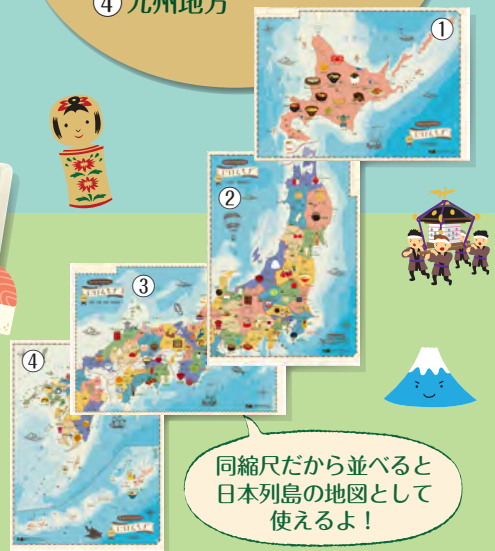 ④ 九州地方
①
②
③
④
同縮尺だから並べると
日本列島の地図として
使えるよ！